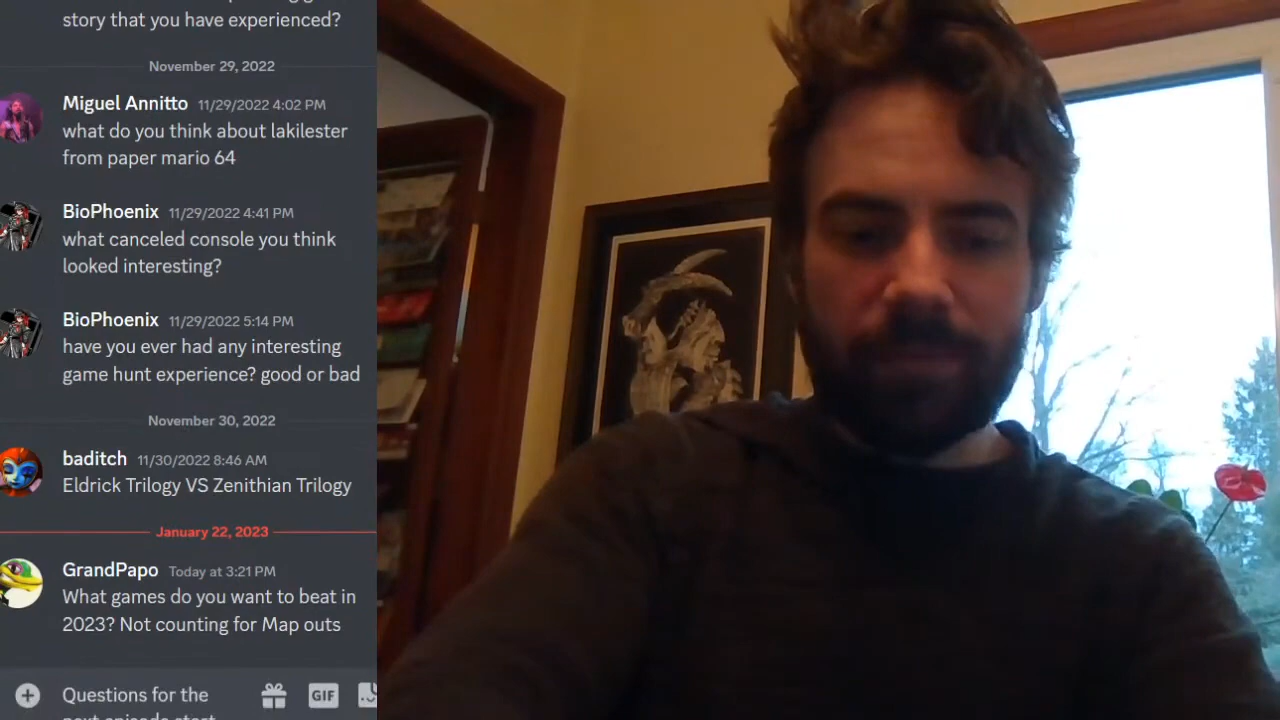 story that you have experienced?
November 29, 2022
Miguel Annitto 11/29/2022 4:02 PM
what do you think about lakilester
from paper mario 64
BioPhoenix 11/29/2022 4:41 PM
what canceled console you think
looked interesting?
BioPhoenix 11/29/2022 5:14 PM
have you ever had any interesting
game hunt experience? good or bad
November 30, 2022
baditch 11/30/2022 8:46 AM
Eldrick Trilogy VS Zenithian Trilogy
January 22, 2023
GrandPapo Today at 3:21 PM
What games do you want to beat in
2023? Not counting for Map outs
Questions for the
next episode start
GIF